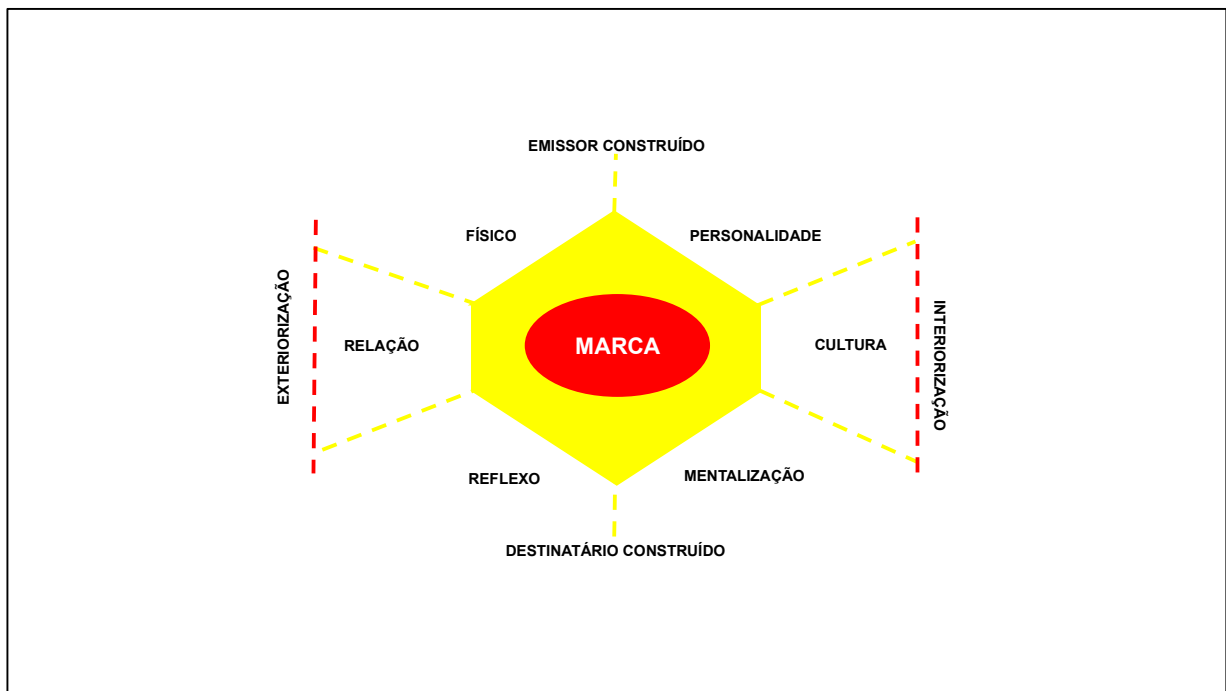 EMISSOR CONSTRUÍDO
FÍSICO
PERSONALIDADE
EXTERIORIZAÇÃO
RELAÇÃO
MARCA
CULTURA
INTERIORIZAÇÃO
REFLEXO
MENTALIZAÇÃO
DESTINATÁRIO CONSTRUÍDO